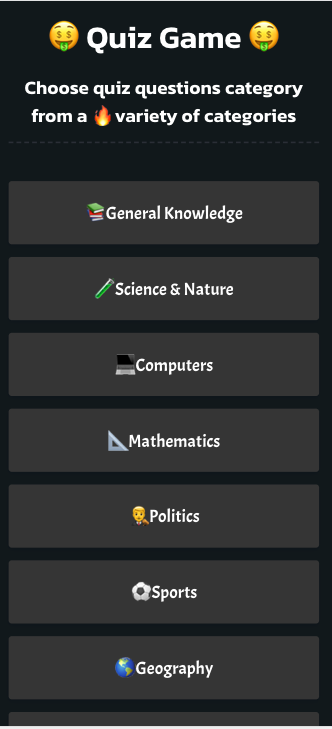 🤑 Quiz Game 🤑
Choose quiz questions category
from a 🔥variety of categories
📚General Knowledge
🧪Science & Nature
💻Computers
📐Mathematics
Politics
⚽Sports
🌎Geography